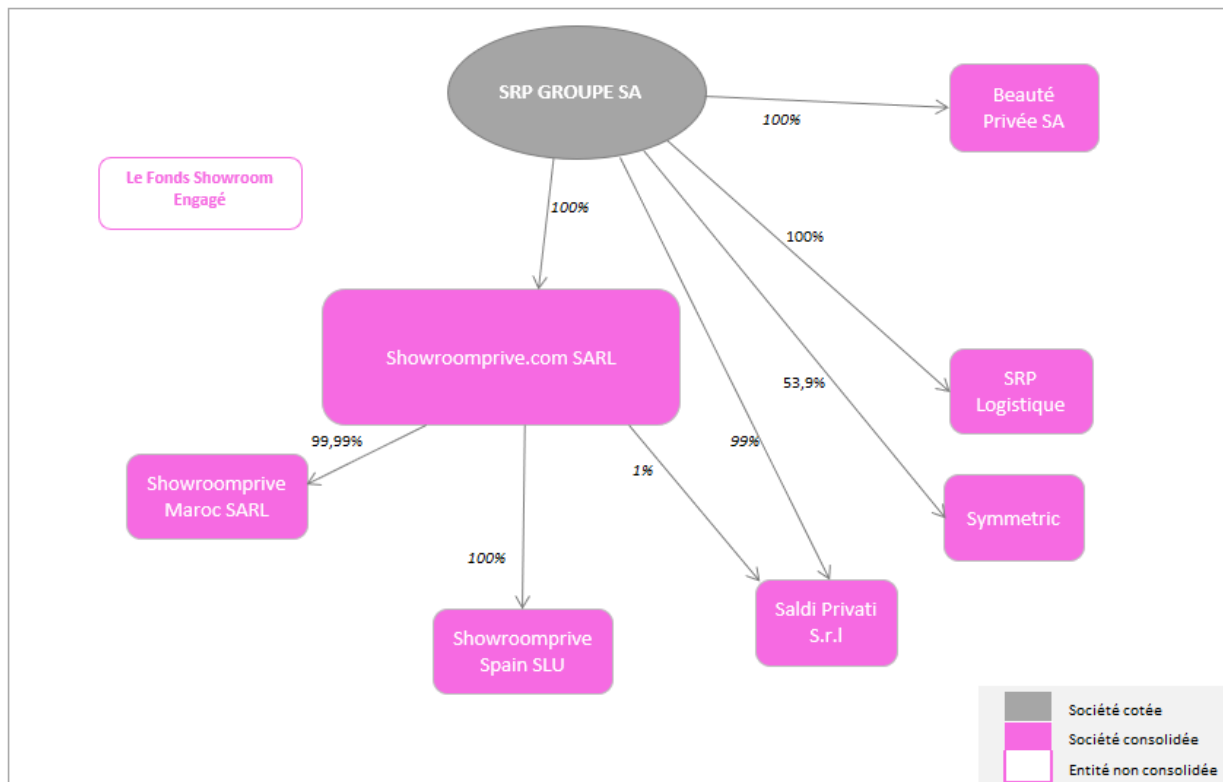 SRP GROUPE SA
Beauté
Privée SA
100%
Le Fonds Showroom
Engagé
100%
100%
Showroomprive.com SARL
53,9%
SRP
Logistique
99,99%
99%
1%
Showroomprive
Maroc SARL
Symmetric
100%
Saldi Privati
S.r.l
Showroomprive
Spain SLU
Société cotée
Société consolidée
Entité non consolidée